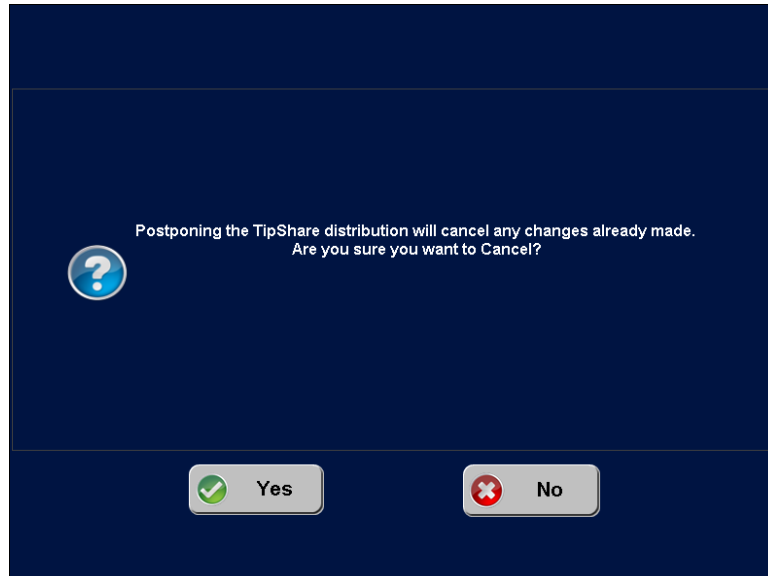 Postponing the TipShare distribution will cancel any changes already made.
Are you sure you want to Cancel?
Yes
No